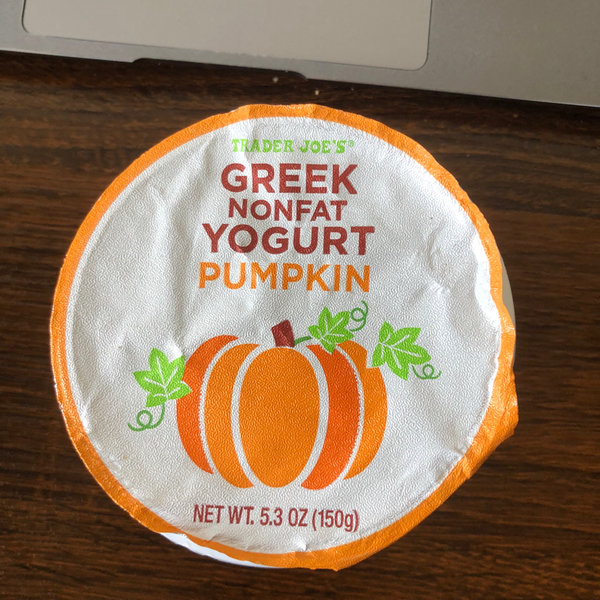 TRADER JOE'S®
GREEK
NONFAT
YOGURT
PUMPKIN
NET WT. 5.3 OZ (150g)